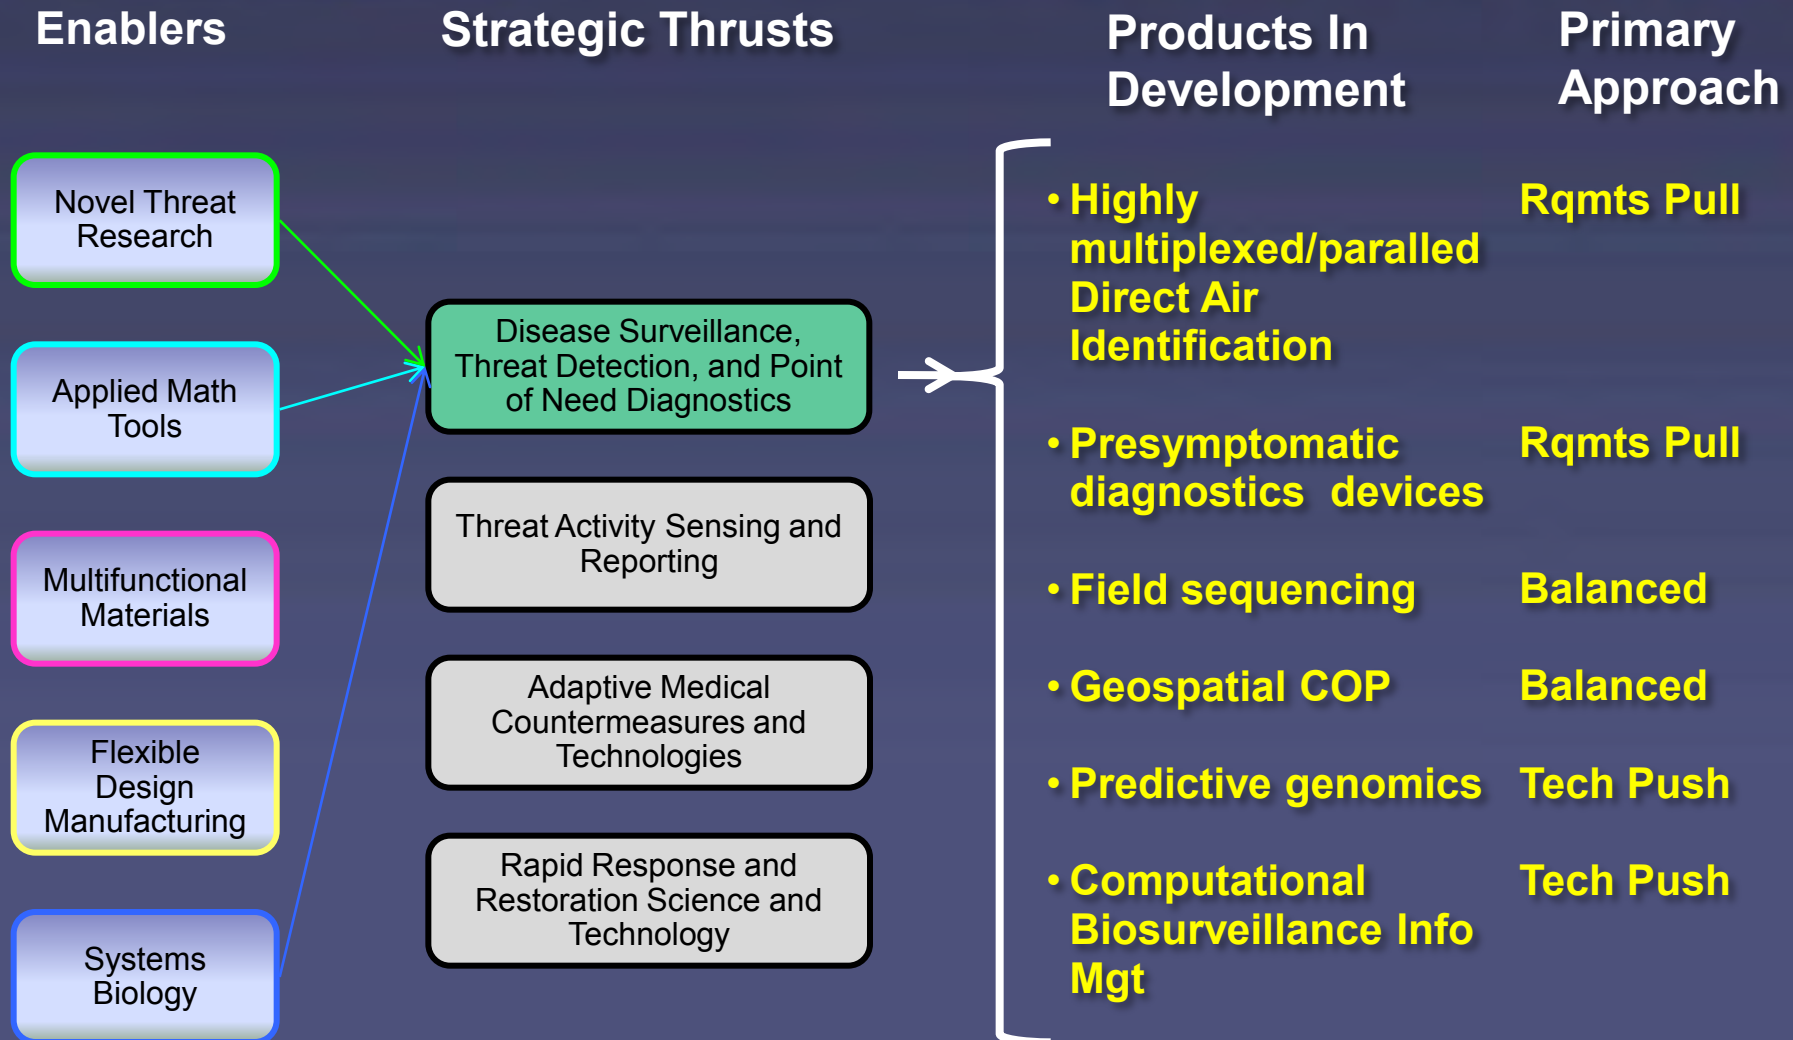 Enablers
Strategic Thrusts
Products In
Development
Primary
Approach
Novel Threat
Research
Applied Math
Tools
Multifunctional
Materials
Flexible
Design
Manufacturing
Systems
Biology
Disease Surveillance,
Threat Detection, and Point
of Need Diagnostics
Threat Activity Sensing and
Reporting
Adaptive Medical
Countermeasures and
Technologies
Rapid Response and
Restoration Science and
Technology
• Highly
multiplexed/paralled
Direct Air
Identification
Rqmts Pull
• Presymptomatic
diagnostics devices
Rqmts Pull
• Field sequencing
Balanced
• Geospatial COP
Balanced
• Predictive genomics
Tech Push
• Computational
Biosurveillance Info
Mgt
Tech Push